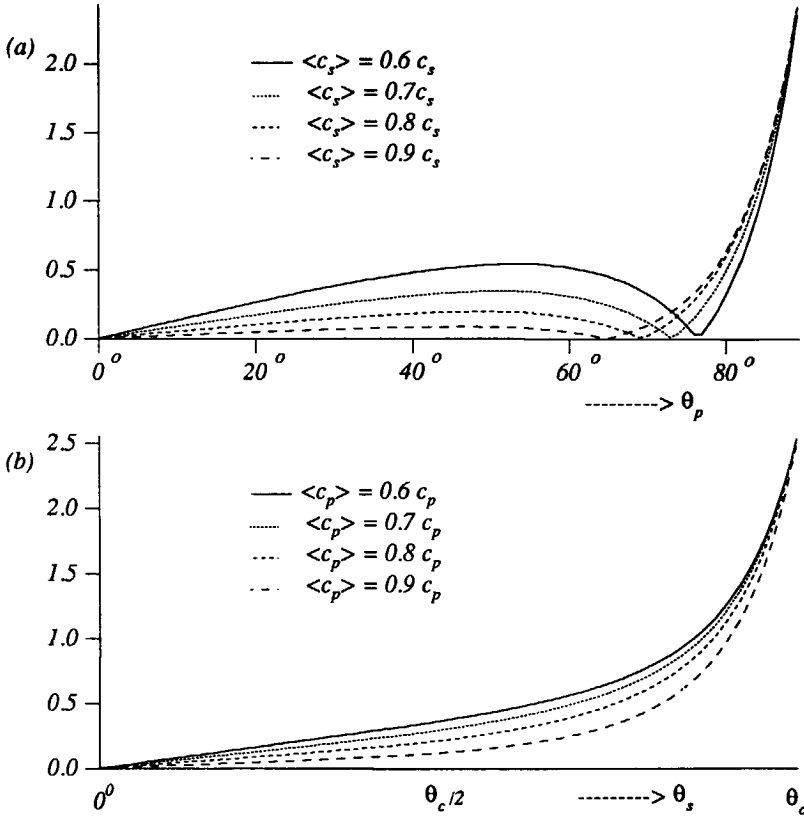 (a)
2.0
1.5
1.0
0.5
0.0
<c_s> = 0.6 c_s
<c_s> = 0.7c_s
<c_s> = 0.8 c_s
<c_s> = 0.9 c_s
0° 20° 40° 60° 80°
--------> θ_p
(b)
2.5
2.0
1.5
1.0
0.5
0.0
<c_p> = 0.6 c_p
<c_p> = 0.7 c_p
<c_p> = 0.8 c_p
<c_p> = 0.9 c_p
0⁰ θ_c/2 --------> θ_s θ_c